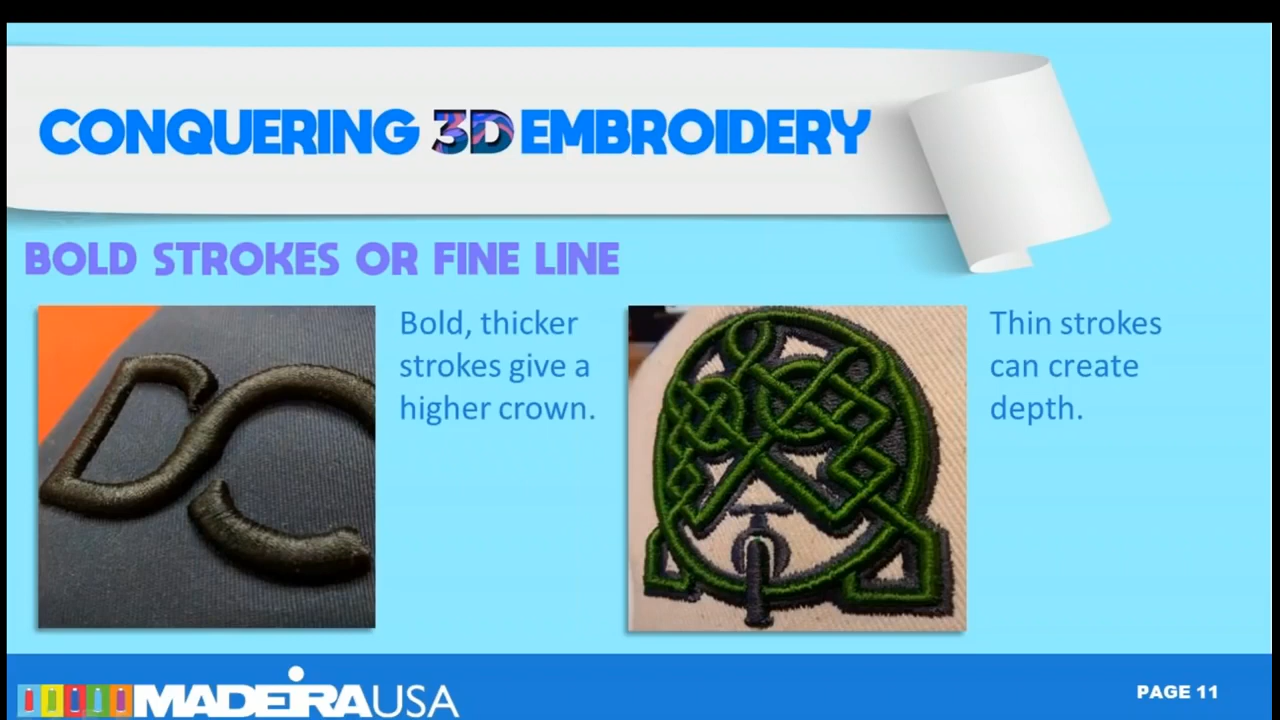 CONQUERING 3D EMBROIDERY
BOLD STROKES OR FINE LINE
Bold, thicker
strokes give a
higher crown.
Thin strokes
can create
depth.
MADEIRAUSA
PAGE 11